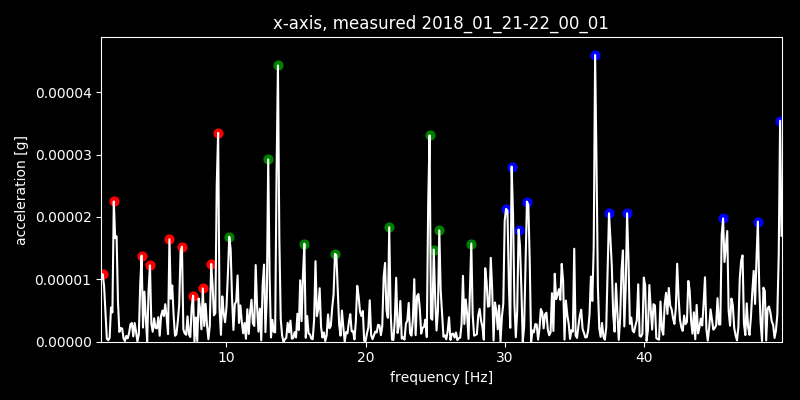 x-axis, measured 2018_01_21-22_00_01
acceleration [g]
0.00004
0.00003
0.00002
0.00001
0.00000
10 20 30 40
frequency [Hz]